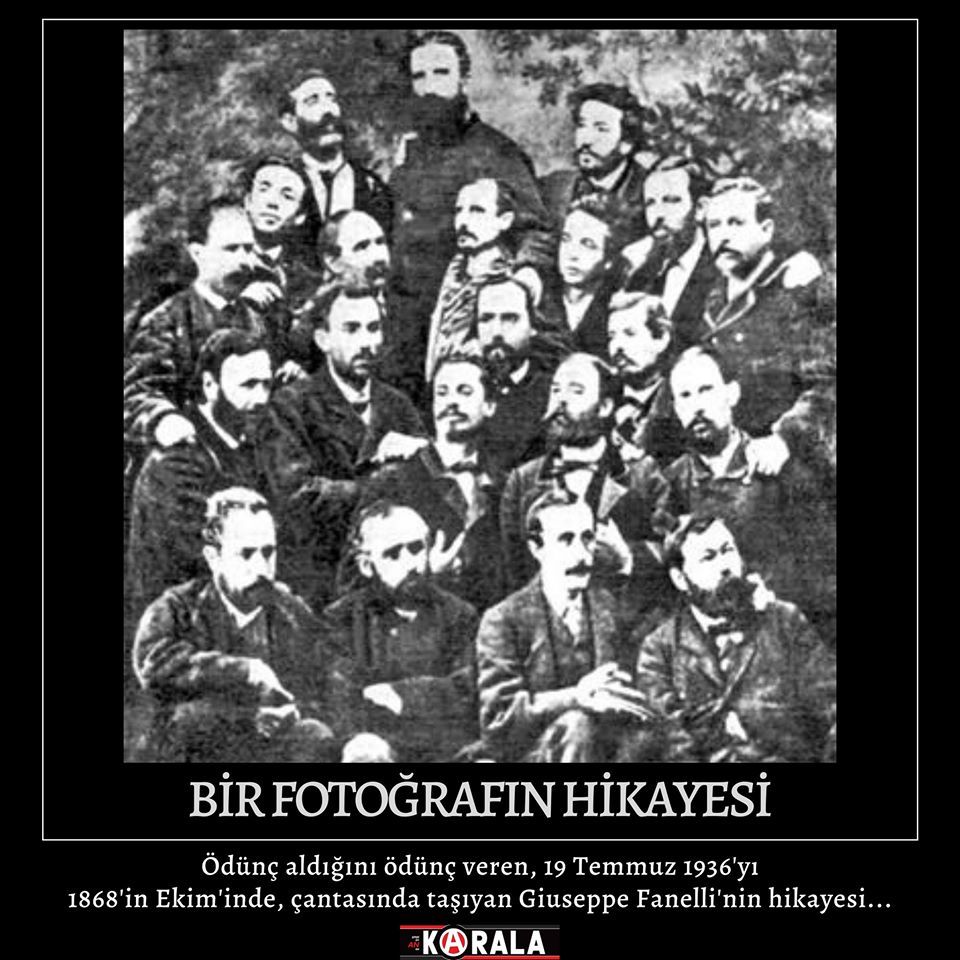 BİR FOTOĞRAFIN HİKAYESİ
Ödünç aldığını ödünç veren, 19 Temmuz 1936'yı
1868'in Ekim'inde, çantasında taşıyan Giuseppe Fanelli'nin hikayesi...
AN KARALA